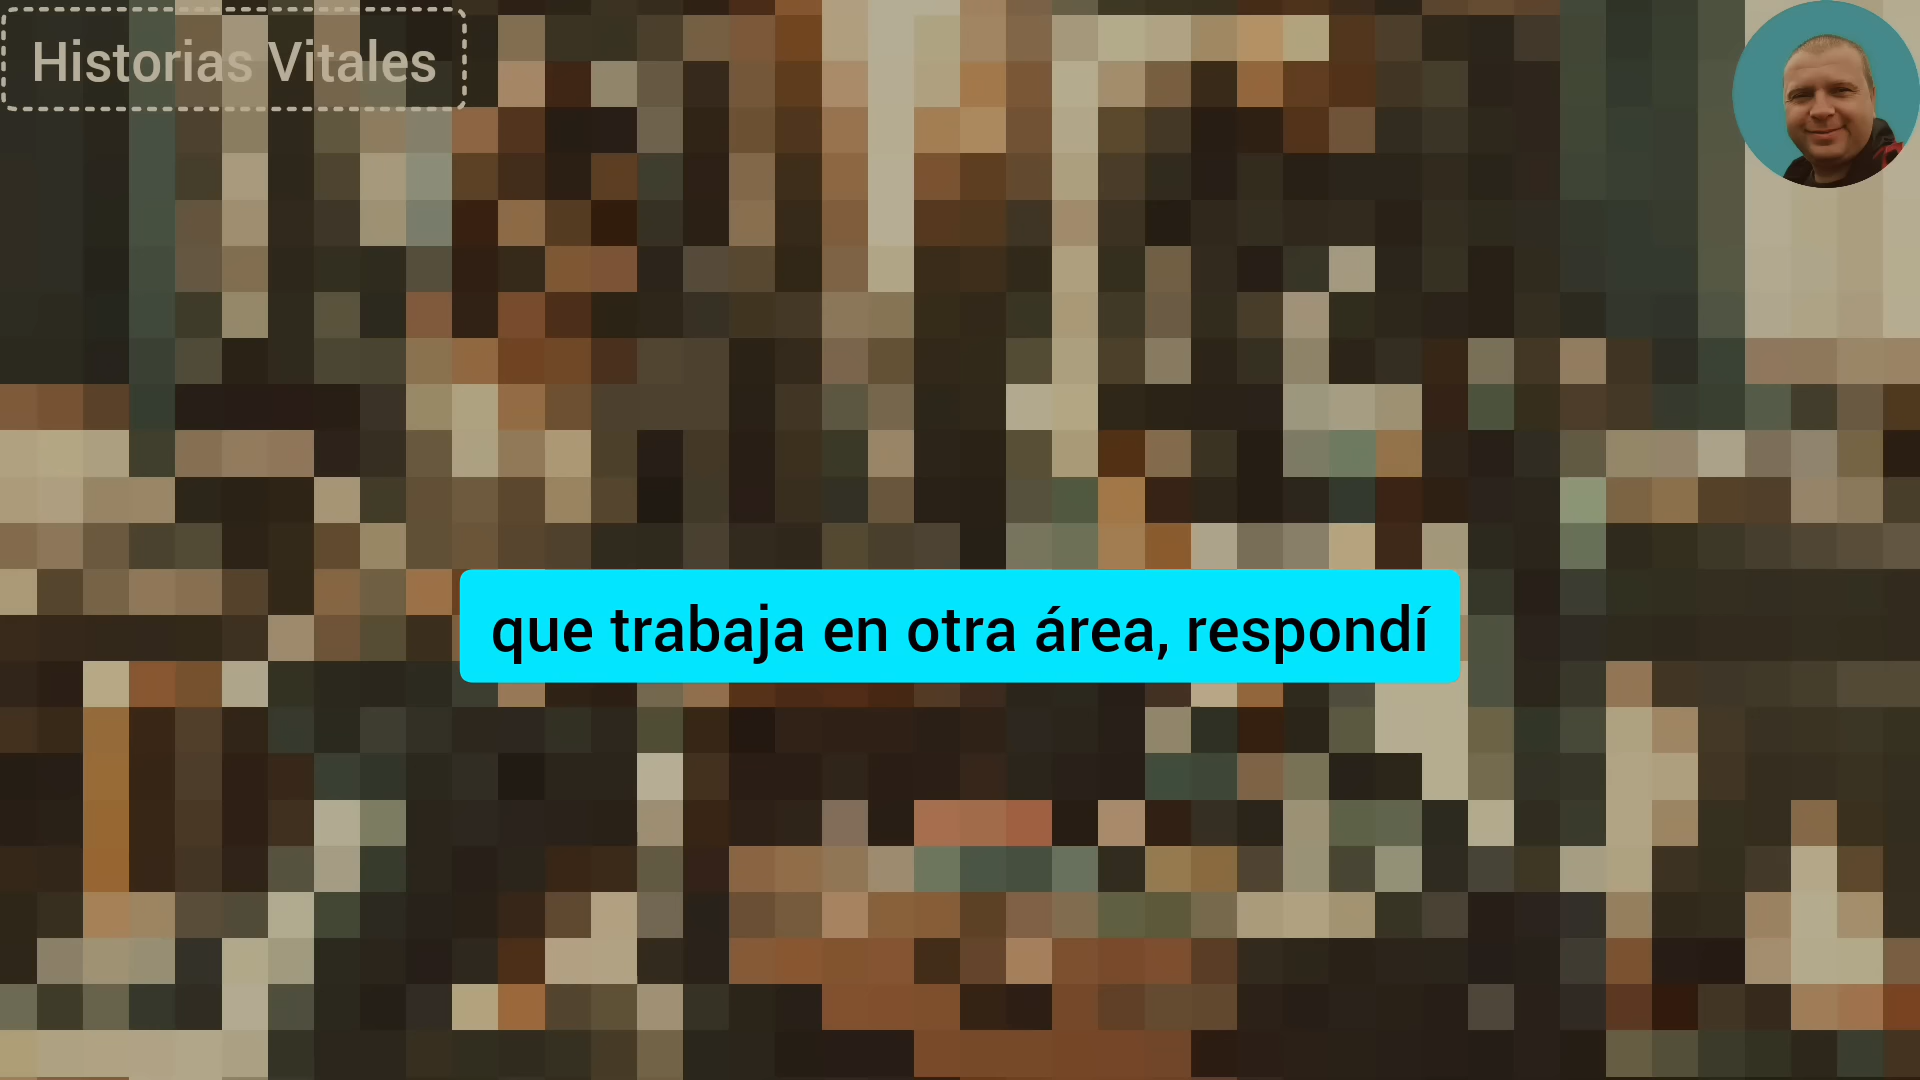 Historias Vitales
que trabaja en otra área, respondí